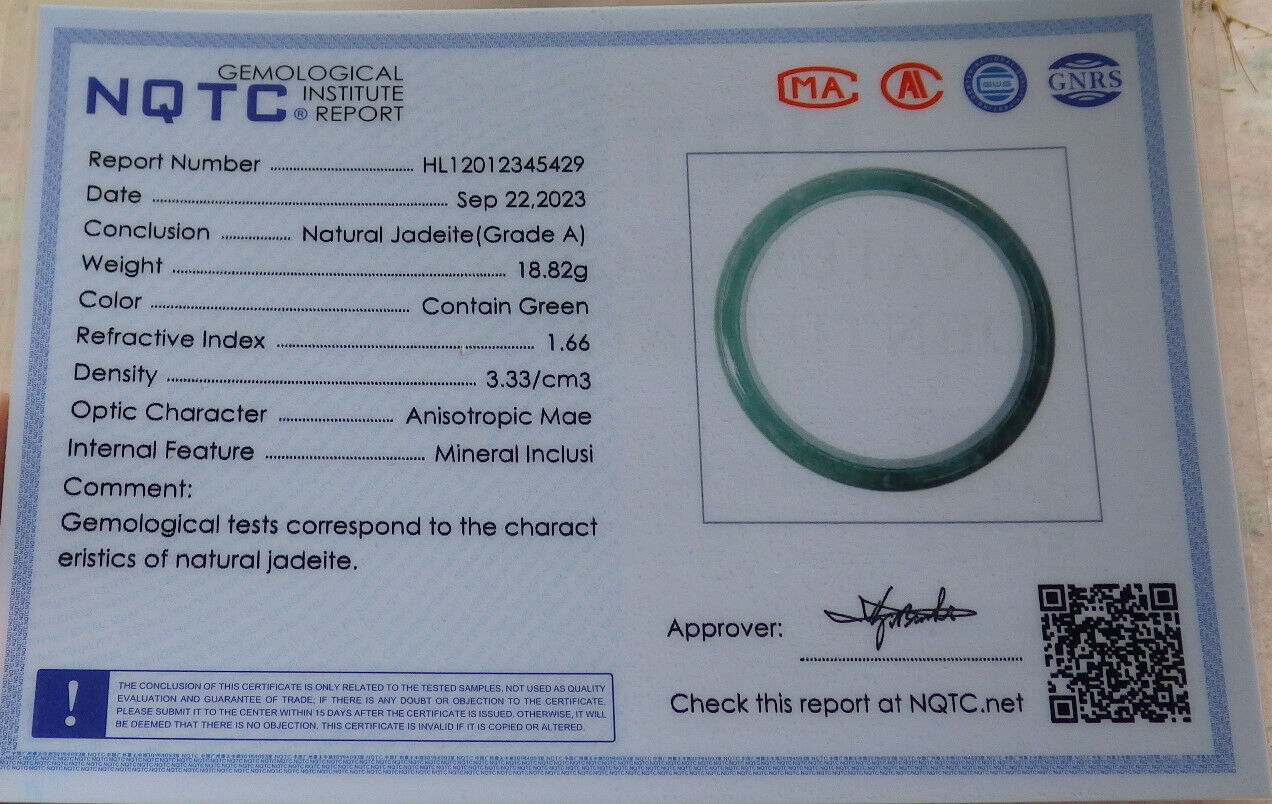 NQTC® GEMOLOGICAL INSTITUTE REPORT
MA
AL
GNRS
Report Number HL12012345429
Date Sep 22,2023
Conclusion Natural Jadeite(Grade A)
Weight 18.82g
Color Contain Green
Refractive Index 1.66
Density 3.33/cm3
Optic Character Anisotropic Mae
Internal Feature Mineral Inclusi
Comment:
Gemological tests correspond to the charact
eristics of natural jadeite.
Approver:
Check this report at NQTC.net
!
THE CONCLUSION OF THIS CERTIFICATE IS ONLY RELATED TO THE TESTED SAMPLES, NOT USED AS QUALITY
EVALUATION AND GUARANTEE OF TRADE; IF THERE IS ANY DOUBT OR OBJECTION TO THE CERTIFICATE,
PLEASE SUBMIT IT TO THE CENTER WITHIN 15 DAYS AFTER THE CERTIFICATE IS ISSUED. OTHERWISE, IT WILL
BE DEEMED THAT THERE IS NO OBJECTION. THIS CERTIFICATE IS INVALID IF IT IS COPIED OR ALTERED.